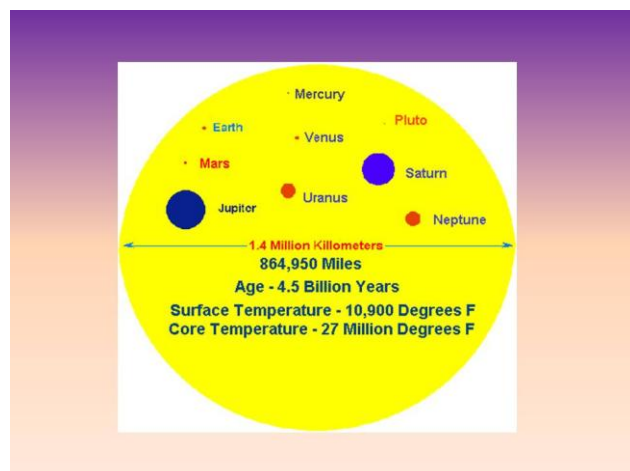 Mercury
Earth
Pluto
Venus
Mars
Saturn
Uranus
Jupiter
Neptune
1.4 Million Killometers
864,950 Miles
Age - 4.5 Billion Years
Surface Temperature - 10,900 Degrees F
Core Temperature - 27 Million Degrees F